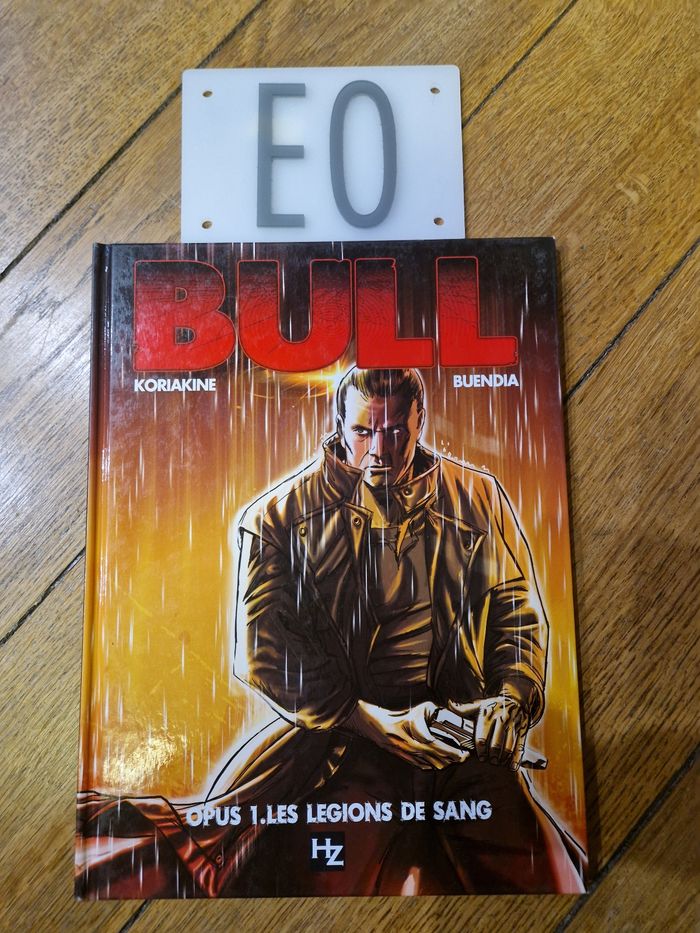 EO
BULL
KORIAKINE BUENDIA
OPUS 1.LES LEGIONS DE SANG
HZ